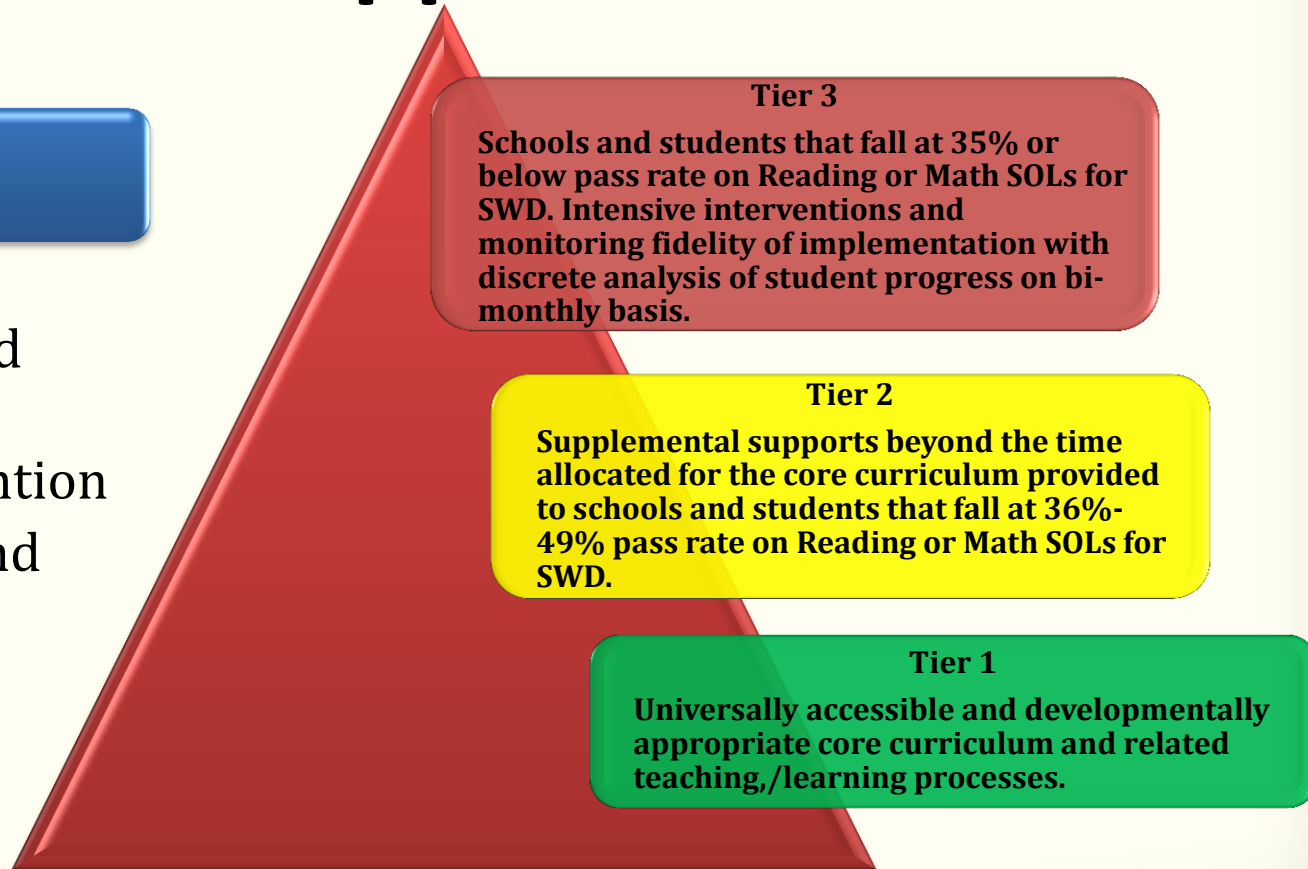 Tier 3
Schools and students that fall at 35% or
below pass rate on Reading or Math SOLs for
SWD. Intensive interventions and
monitoring fidelity of implementation with
discrete analysis of student progress on bi-
monthly basis.
Tier 2
Supplemental supports beyond the time
allocated for the core curriculum provided
to schools and students that fall at 36%-
49% pass rate on Reading or Math SOLs for
SWD.
Tier 1
Universally accessible and developmentally
appropriate core curriculum and related
teaching,/learning processes.